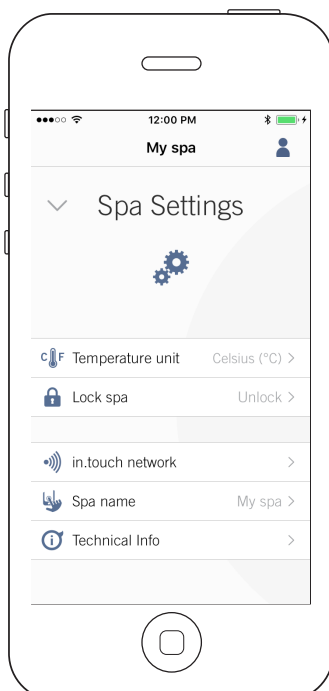 12:00 PM
My spa
Spa Settings
C F Temperature unit Celsius (°C) >
Lock spa Unlock >
in.touch network >
Spa name My spa >
Technical Info >